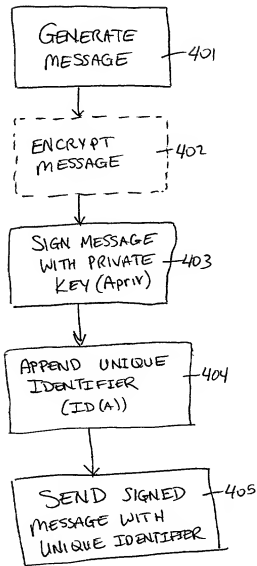 GENERATE
MESSAGE
401
ENCRYPT
MESSAGE
402
SIGN MESSAGE
WITH PRIVATE
KEY (Apriv)
403
APPEND UNIQUE
IDENTIFIER
(ID(A))
404
SEND SIGNED
MESSAGE WITH
UNIQUE IDENTIFIER
405